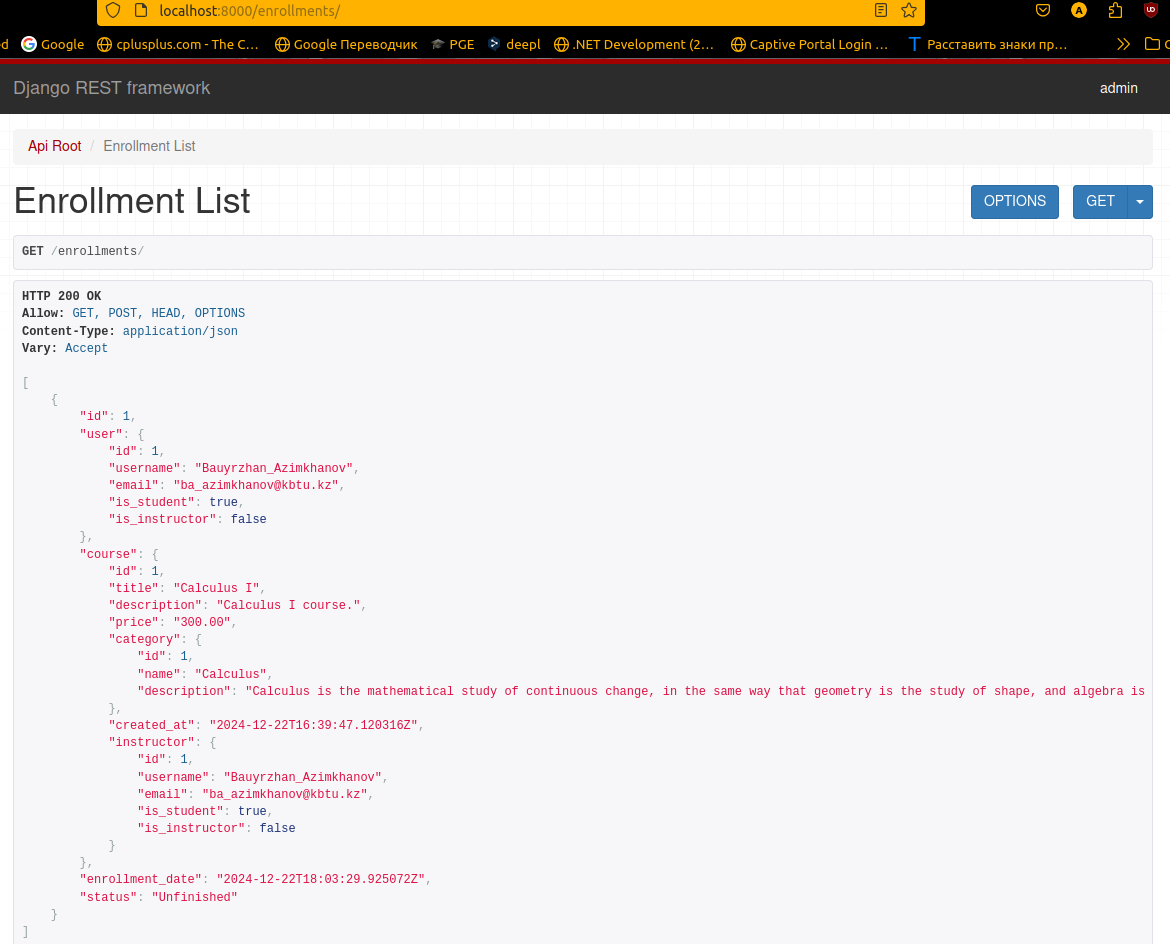 localhost:8000/enrollments/
d Google cplusplus.com - The C… Google Переводчик PGE deepl .NET Development (2… Captive Portal Login … Расставить знаки пр…
Django REST framework admin
Api Root / Enrollment List
Enrollment List OPTIONS GET
GET /enrollments/
HTTP 200 OK
Allow: GET, POST, HEAD, OPTIONS
Content-Type: application/json
Vary: Accept
[
    {
        "id": 1,
        "user": {
            "id": 1,
            "username": "Bauyrzhan_Azimkhanov",
            "email": "ba_azimkhanov@kbtu.kz",
            "is_student": true,
            "is_instructor": false
        },
        "course": {
            "id": 1,
            "title": "Calculus I",
            "description": "Calculus I course.",
            "price": "300.00",
            "category": {
                "id": 1,
                "name": "Calculus",
                "description": "Calculus is the mathematical study of continuous change, in the same way that geometry is the study of shape, and algebra is
            },
            "created_at": "2024-12-22T16:39:47.120316Z",
            "instructor": {
                "id": 1,
                "username": "Bauyrzhan_Azimkhanov",
                "email": "ba_azimkhanov@kbtu.kz",
                "is_student": true,
                "is_instructor": false
            }
        },
        "enrollment_date": "2024-12-22T18:03:29.925072Z",
        "status": "Unfinished"
    }
]